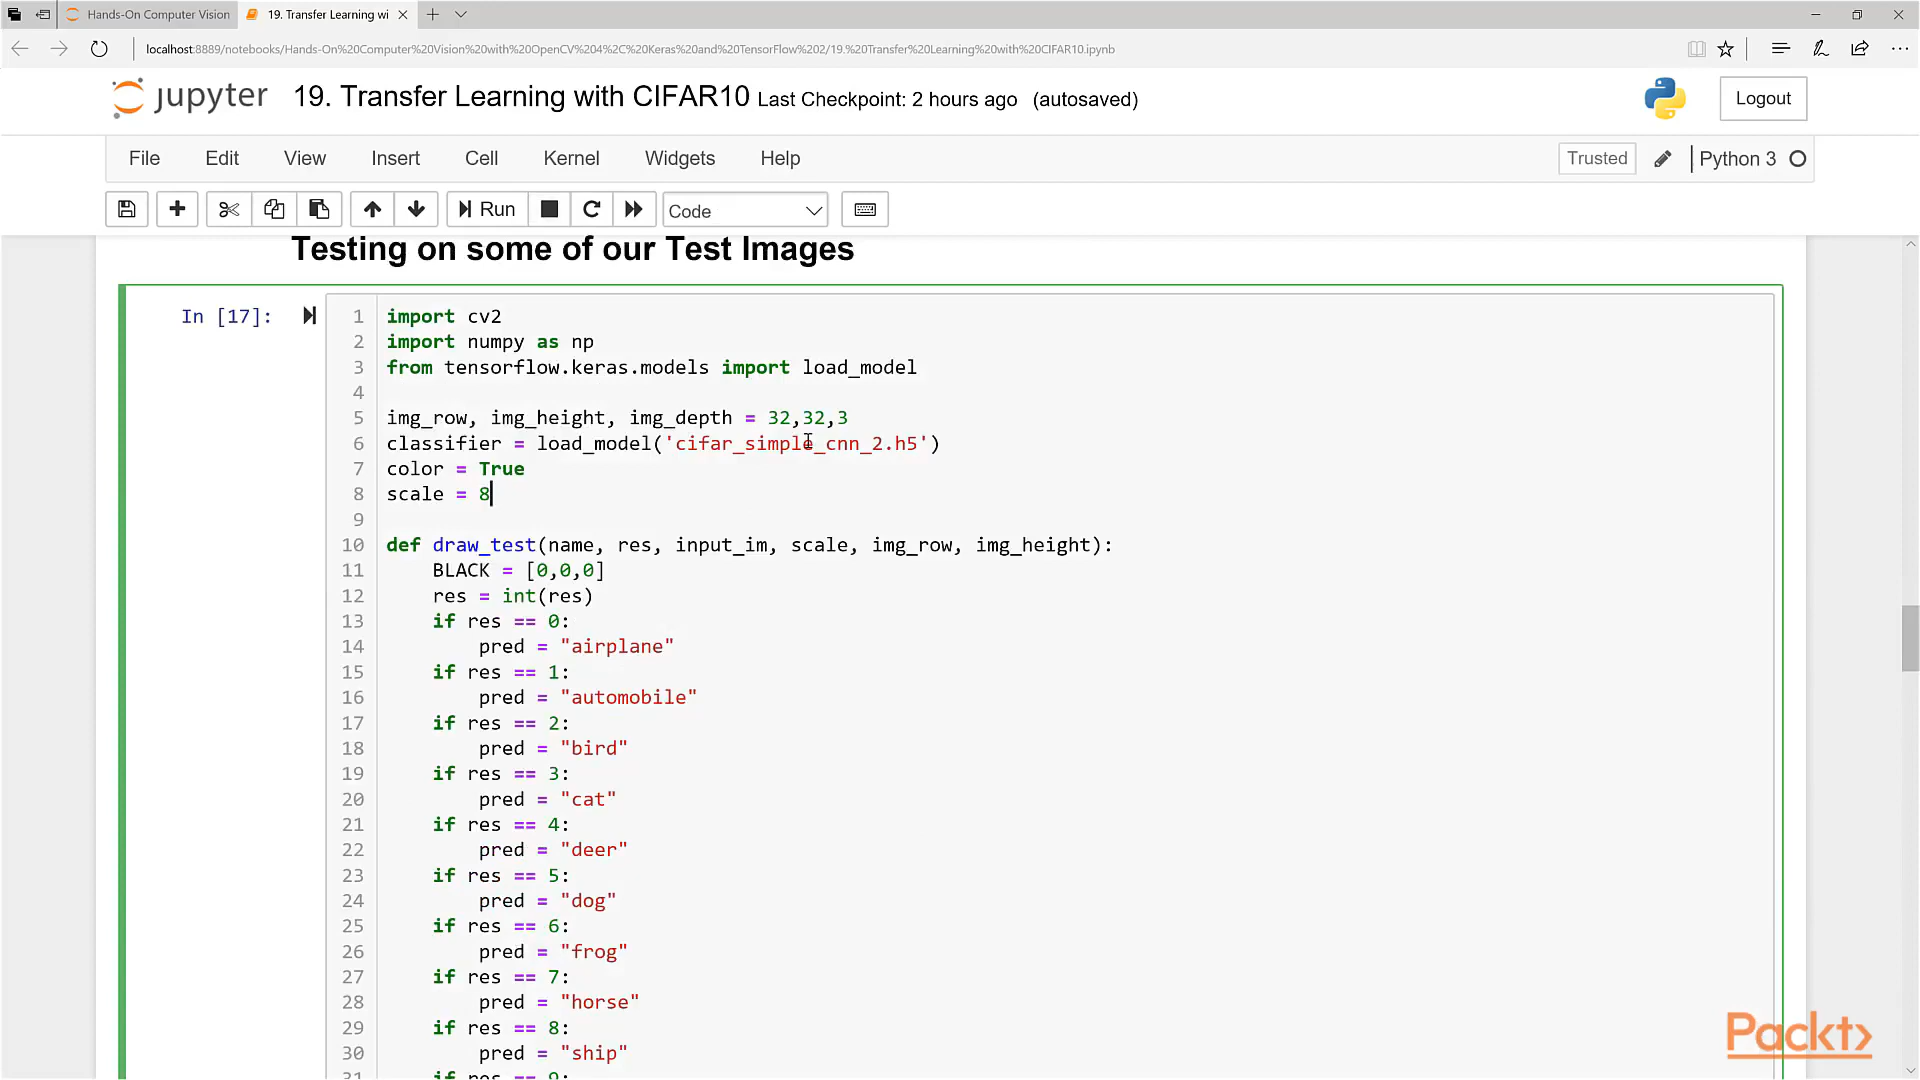 Hands-On Computer Vision
19. Transfer Learning wi
localhost:8889/notebooks/Hands-On%20Computer%20Vision%20with%20OpenCV%204%2C%20Keras%20and%20TensorFlow%202/19.%20Transfer%20Learning%20with%20CIFAR10.ipynb
jupyter 19. Transfer Learning with CIFAR10 Last Checkpoint: 2 hours ago (autosaved)
Logout
File Edit View Insert Cell Kernel Widgets Help
Trusted
Python 3
Run
Code
Testing on some of our Test Images
In [17]:
1 import cv2
2 import numpy as np
3 from tensorflow.keras.models import load_model
4
5 img_row, img_height, img_depth = 32,32,3
6 classifier = load_model('cifar_simple_cnn_2.h5')
7 color = True
8 scale = 8
9
10 def draw_test(name, res, input_im, scale, img_row, img_height):
11     BLACK = [0,0,0]
12     res = int(res)
13     if res == 0:
14         pred = "airplane"
15     if res == 1:
16         pred = "automobile"
17     if res == 2:
18         pred = "bird"
19     if res == 3:
20         pred = "cat"
21     if res == 4:
22         pred = "deer"
23     if res == 5:
24         pred = "dog"
25     if res == 6:
26         pred = "frog"
27     if res == 7:
28         pred = "horse"
29     if res == 8:
30         pred = "ship"
31     if res == 9:
Packt